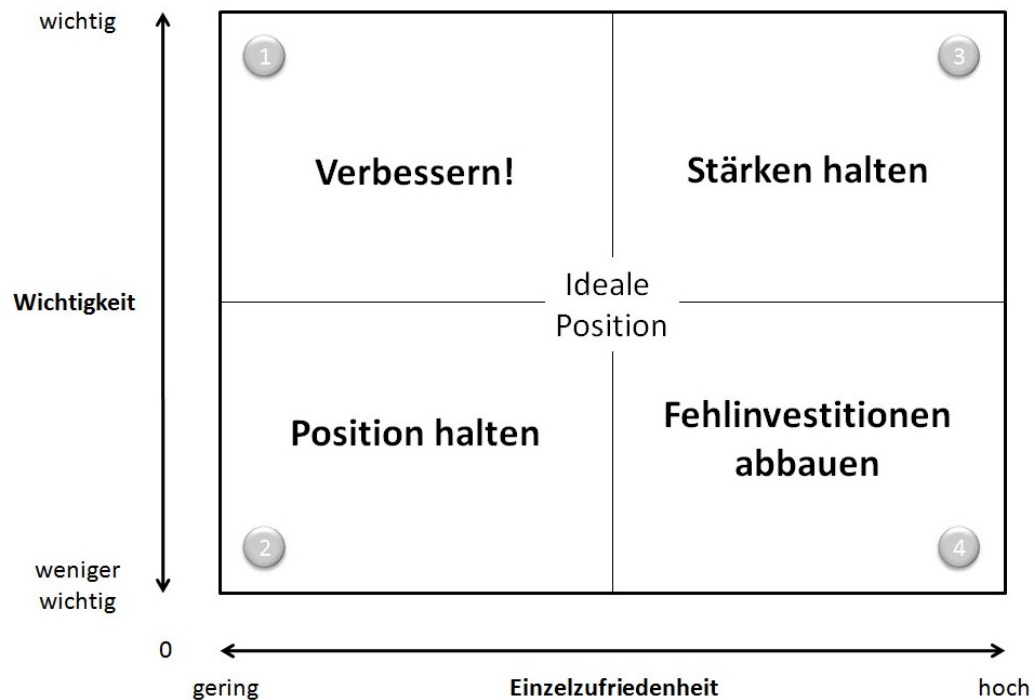 wichtig
1
3
Verbessern!
Stärken halten
Wichtigkeit
Ideale
Position
Position halten
Fehlinvestitionen
abbauen
2
4
weniger
wichtig
0
gering
Einzelzufriedenheit
hoch